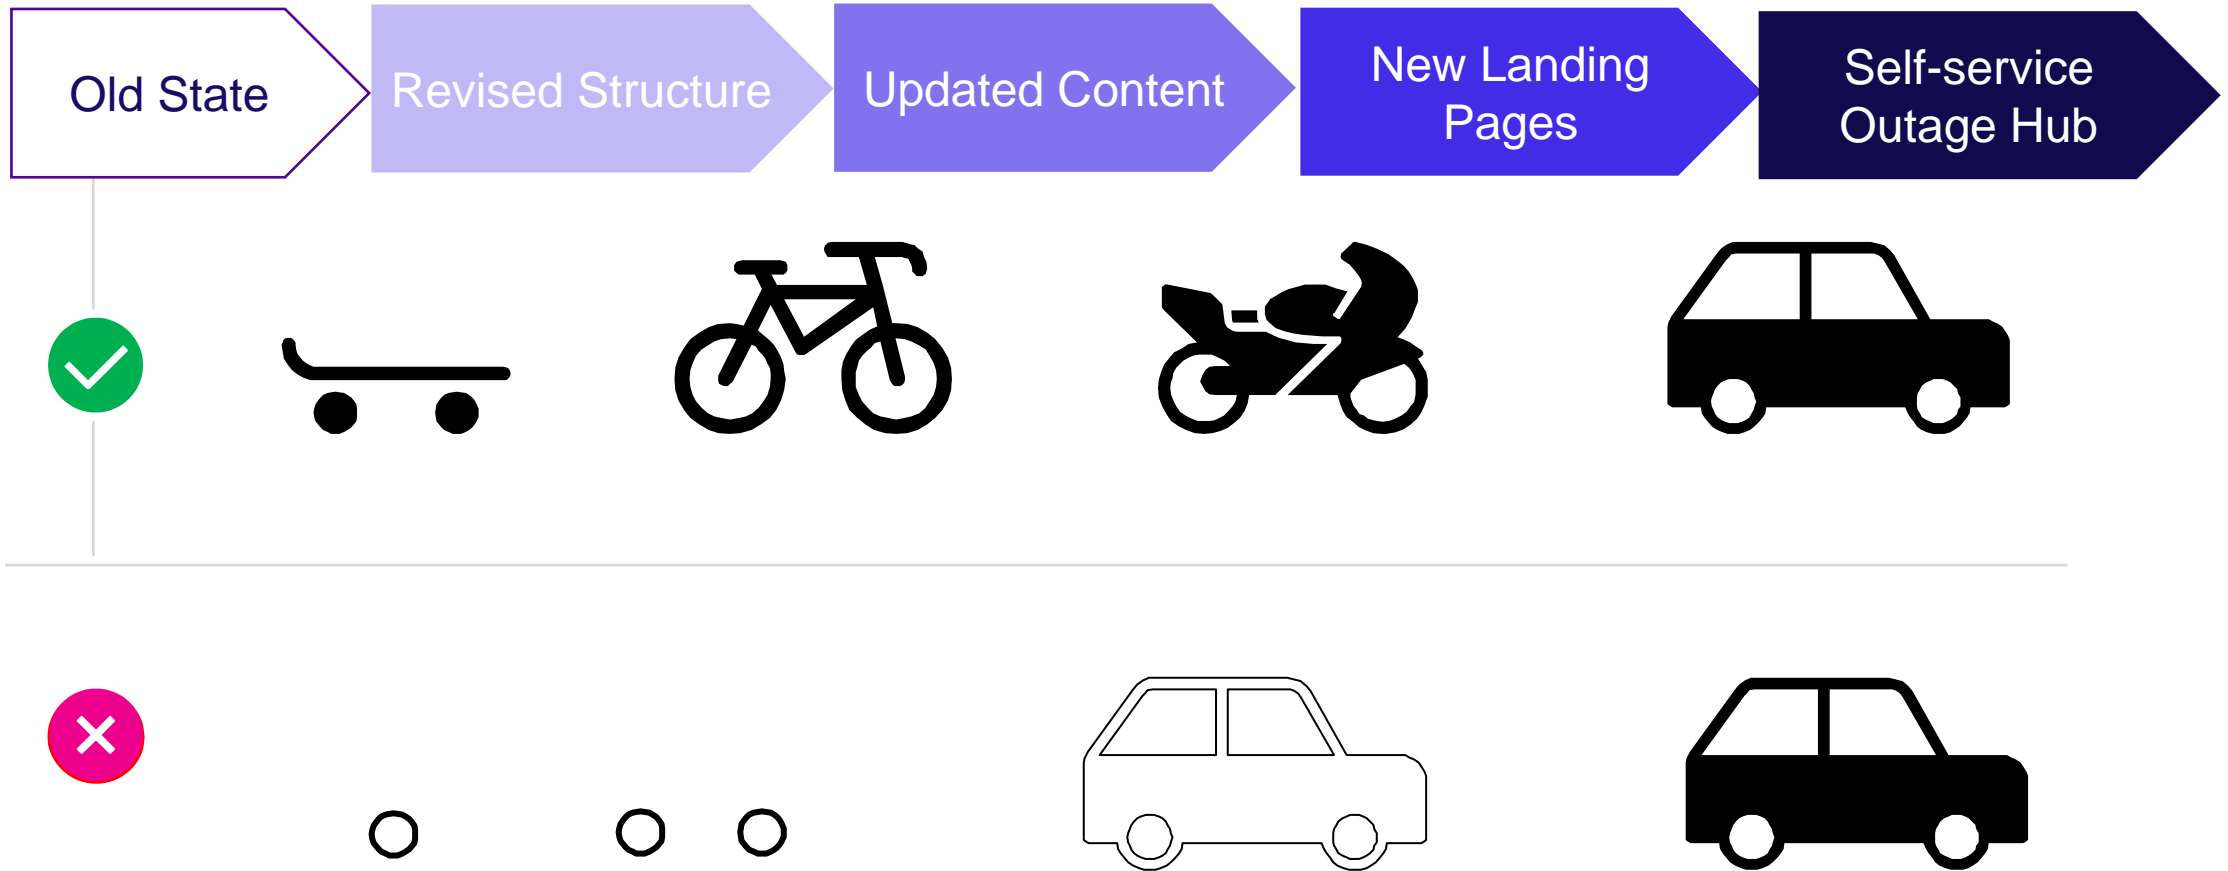 Old State
Revised Structure
Updated Content
New Landing
Pages
Self-service
Outage Hub